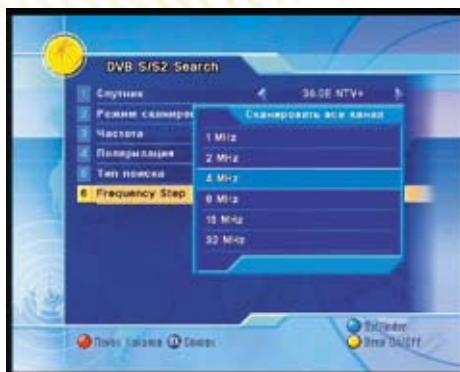 DVB S/S2 Search
1 Спутник 36.0E NTV+
2 Режим сканиров
Сканировать все канал
3 Частота
4 Поляризация
5 Тип поиска
6 Frequency Step
1 MHz
2 MHz
4 MHz
8 MHz
16 MHz
32 MHz
Поиск